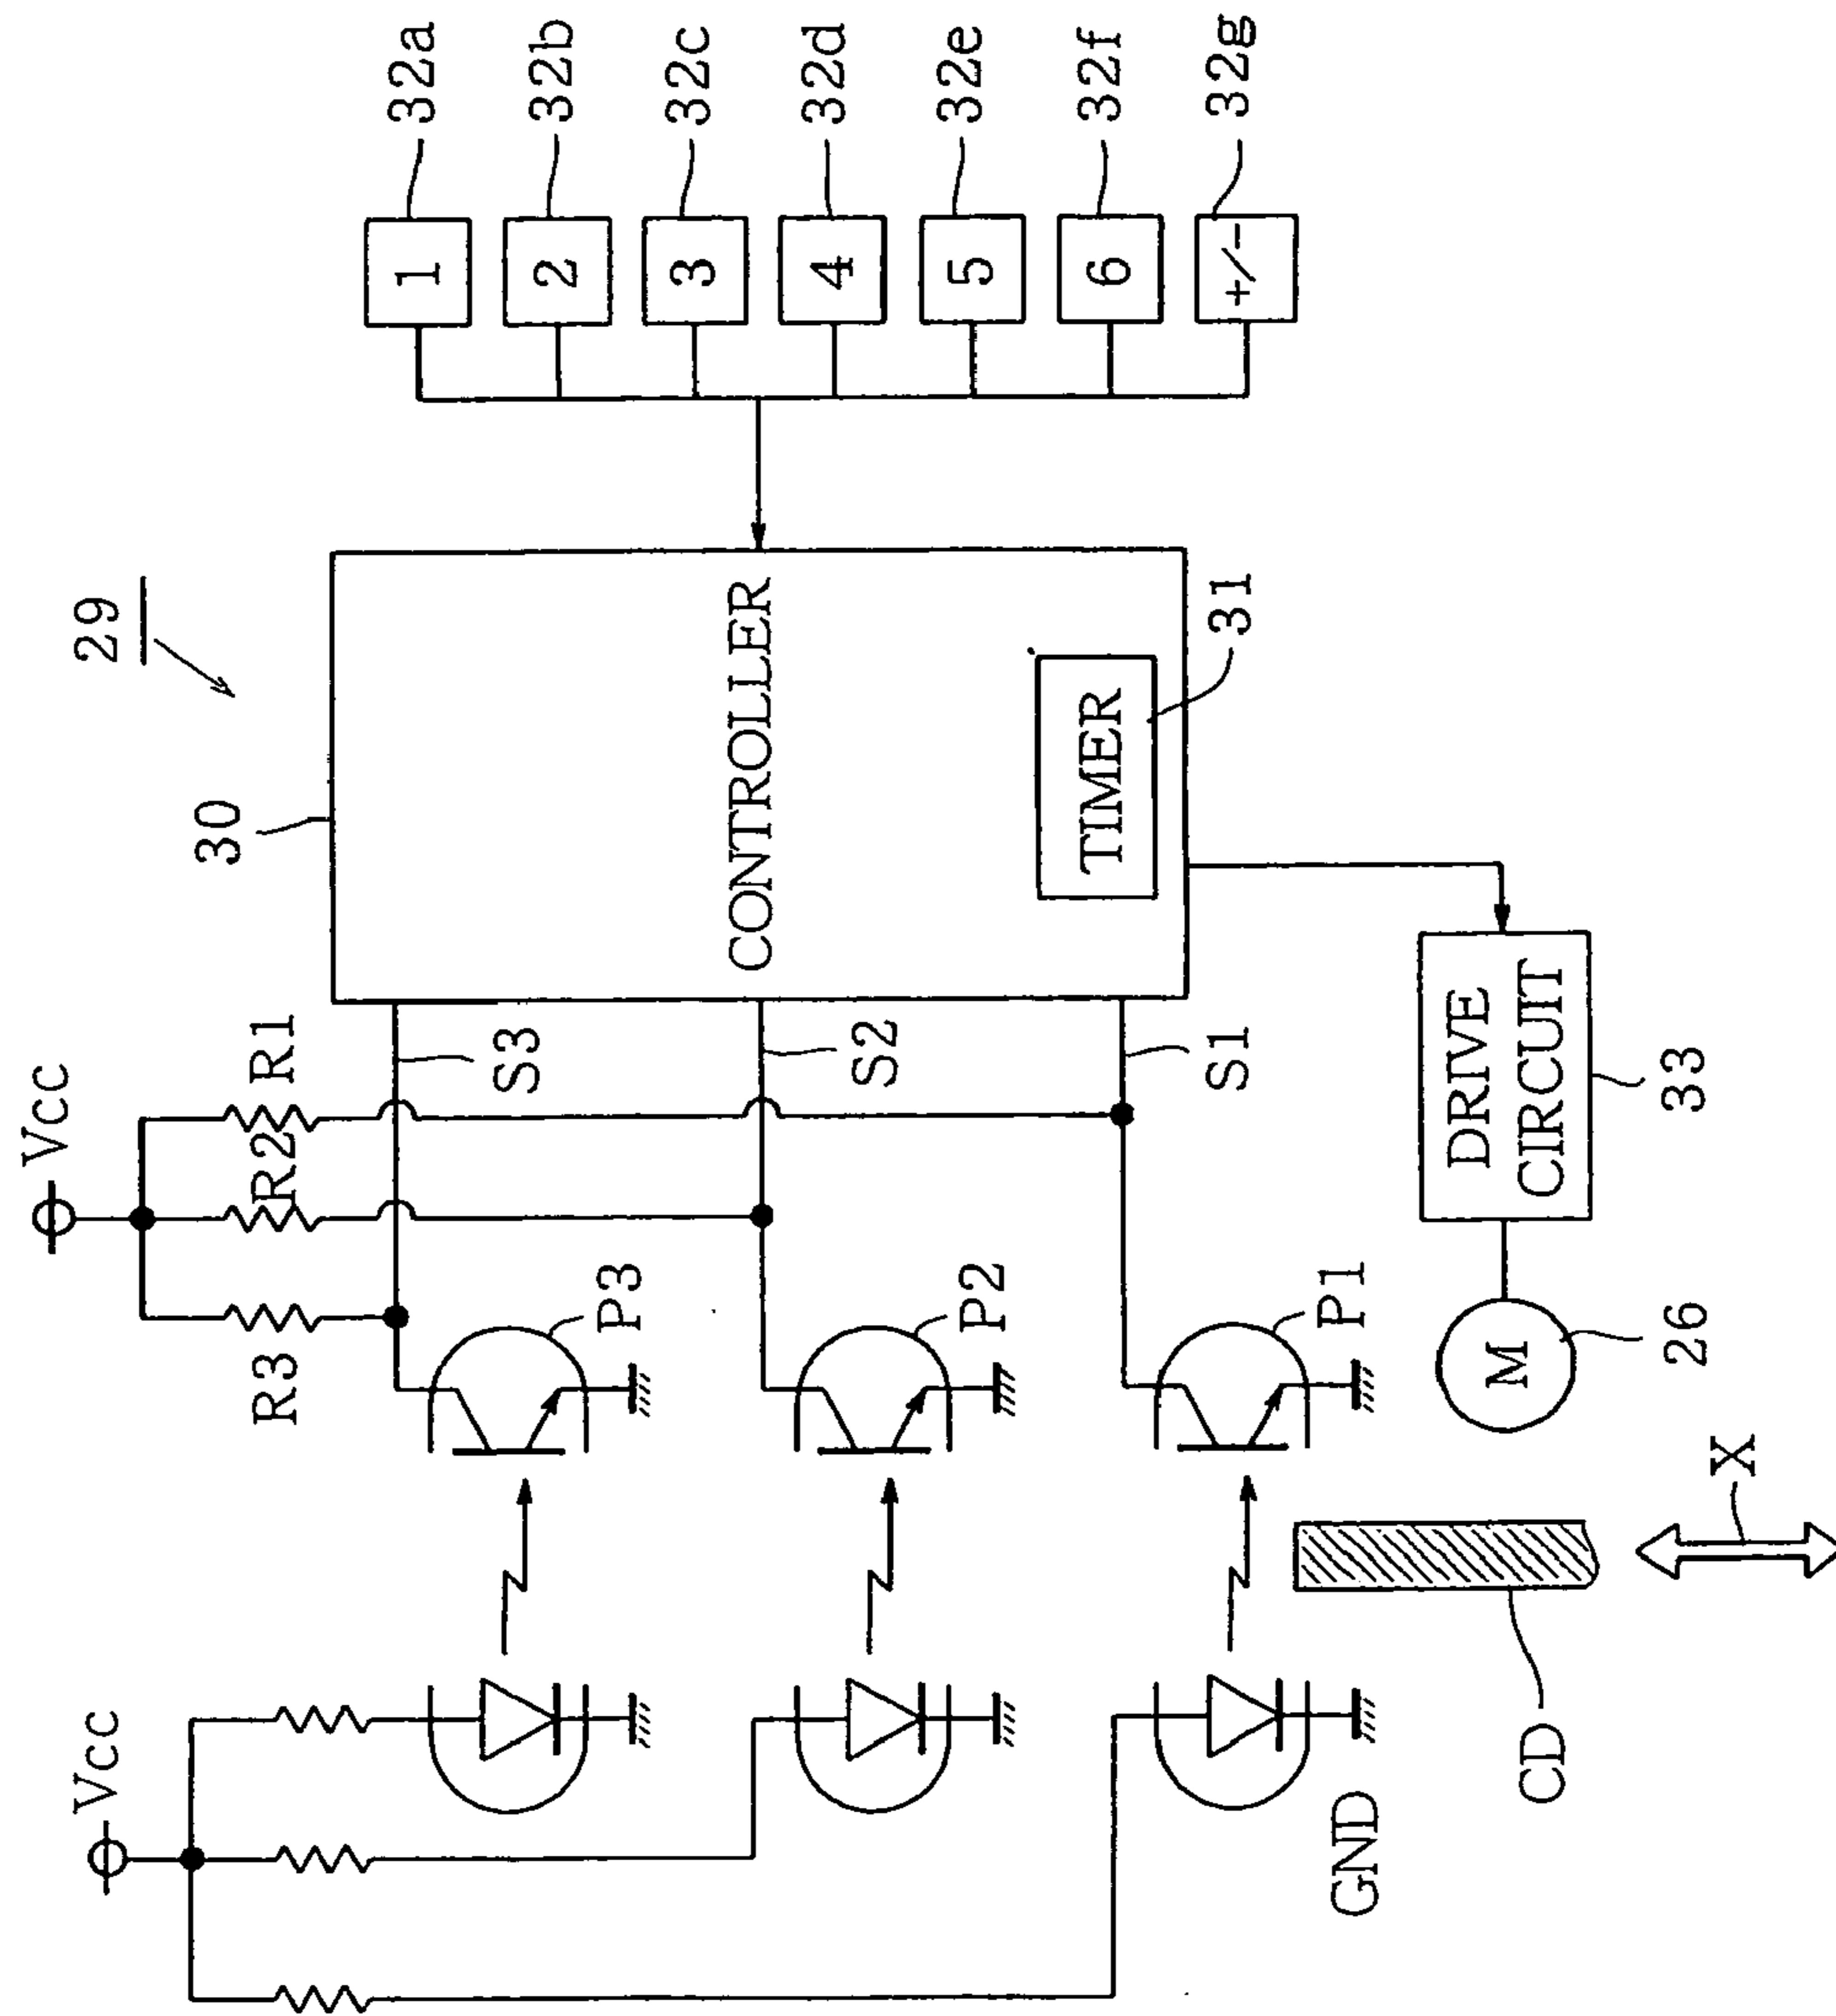 29
Vcc
Vcc
30
R1
R2
R3
CONTROLLER
TIMER
31
S3
S2
S1
P3
P2
P1
1
2
3
4
5
6
+/-
32a
32b
32c
32d
32e
32f
32g
DRIVE
CIRCUIT
33
M
26
GND
CD
X